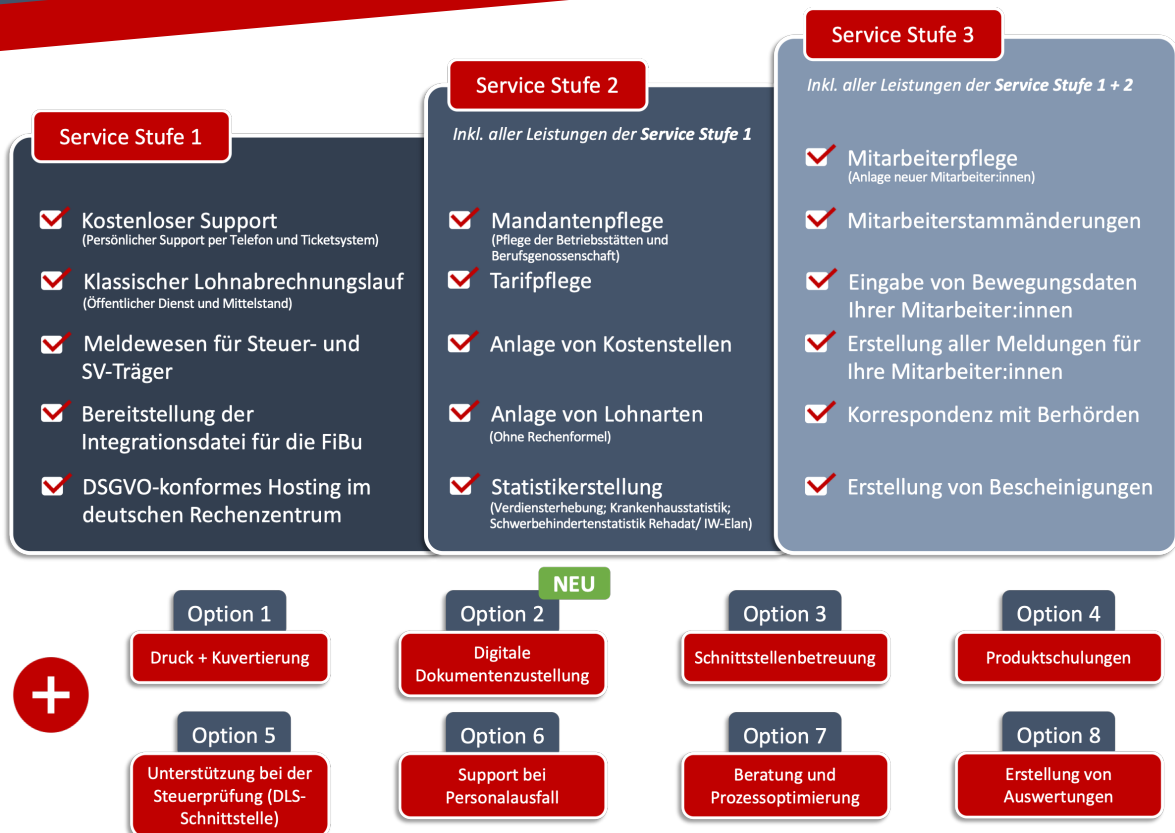 Service Stufe 1
Kostenloser Support
(Persönlicher Support per Telefon und Ticketsystem)
Klassischer Lohnabrechnungslauf
(Öffentlicher Dienst und Mittelstand)
Meldewesen für Steuer- und
SV-Träger
Bereitstellung der
Integrationsdatei für die FiBu
DSGVO-konformes Hosting im
deutschen Rechenzentrum
Service Stufe 2
Inkl. aller Leistungen der Service Stufe 1
Mandantenpflege
(Pflege der Betriebsstätten und
Berufsgenossenschaft)
Tarifpflege
Anlage von Kostenstellen
Anlage von Lohnarten
(Ohne Rechenformel)
Statistikerstellung
(Verdiensterhebung; Krankenhausstatistik;
Schwerbehindertenstatistik Rehadat/ IW-Elan)
Service Stufe 3
Inkl. aller Leistungen der Service Stufe 1 + 2
Mitarbeiterpflege
(Anlage neuer Mitarbeiter:innen)
Mitarbeiterstammänderungen
Eingabe von Bewegungsdaten
Ihrer Mitarbeiter:innen
Erstellung aller Meldungen für
Ihre Mitarbeiter:innen
Korrespondenz mit Berhörden
Erstellung von Bescheinigungen
Option 1
Druck + Kuvertierung
NEU
Option 2
Digitale
Dokumentenzustellung
Option 3
Schnittstellenbetreuung
Option 4
Produktschulungen
Option 5
Unterstützung bei der
Steuerprüfung (DLS-
Schnittstelle)
Option 6
Support bei
Personalausfall
Option 7
Beratung und
Prozessoptimierung
Option 8
Erstellung von
Auswertungen